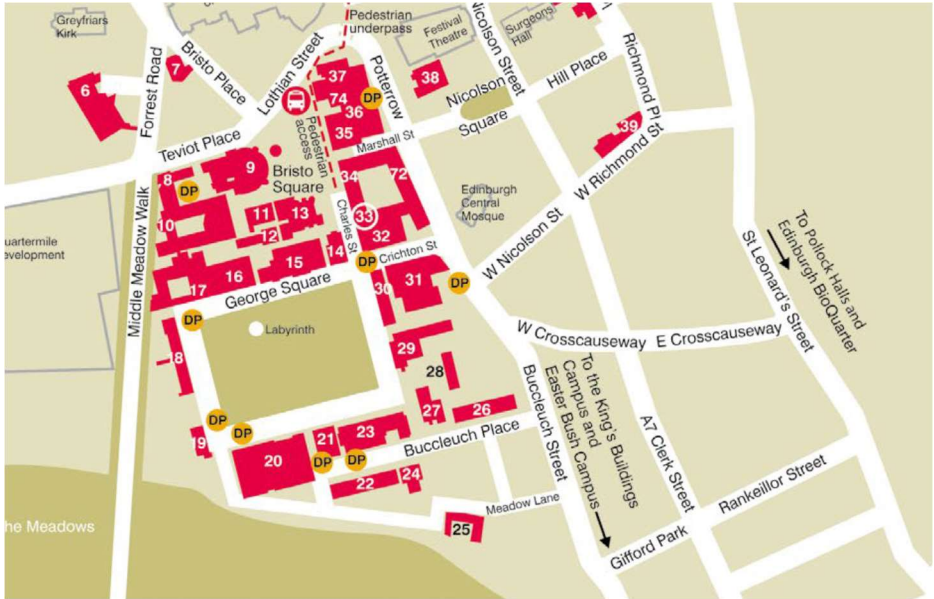 Greyfriars
Kirk
Pedestrian
underpass
Festival
Theatre
Surgeons
Hall
Nicolson Street
Richmond Pl
Bristo Place
Lothian Street
Potterrow
Forrest Road
6
7
37
74
36
35
DP
38
Nicolson
Square
Hill Place
39
Teviot Place
Pedestrian
access
Marshall St
W Richmond St
8
DP
9
Bristo
Square
34
72
Edinburgh
Central
Mosque
10
11
13
12
33
32
Charles St
Crichton St
W Nicolson St
Middle Meadow Walk
uartermile
evelopment
14
15
16
17
DP
30
31
DP
George Square
DP
Labyrinth
18
29
28
27
26
W Crosscauseway
E Crosscauseway
St Leonard's Street
To Pollock Halls and
Edinburgh BioQuarter
To the King's Buildings
Campus and
Easter Bush Campus
Buccleuch Street
A7 Clerk Street
DP
DP
19
20
21
23
DP
DP
Buccleuch Place
22
24
25
Meadow Lane
Gifford Park
Rankeillor Street
he Meadows